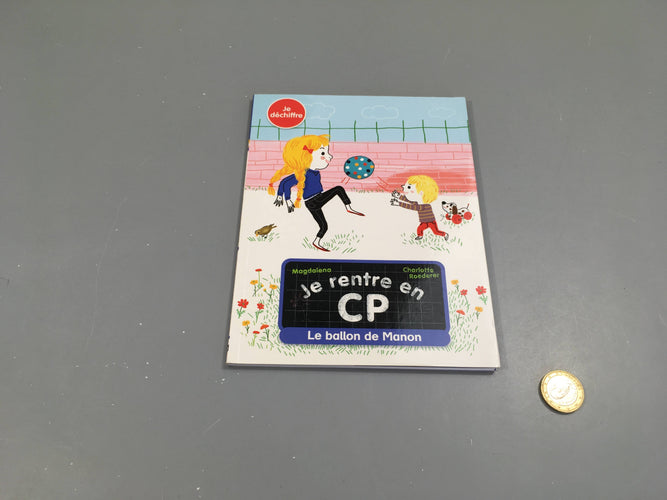 Je
déchiffre
Magdalena
Charlotte
Roederer
Je rentre en
CP
Le ballon de Manon